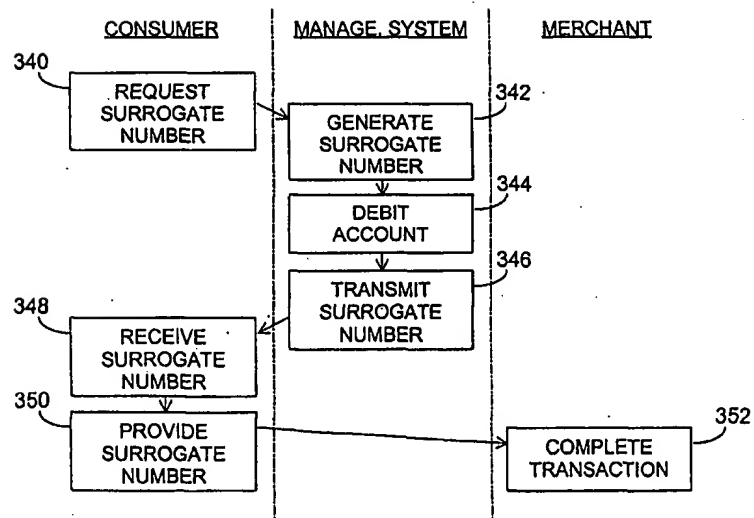 CONSUMER
MANAGE. SYSTEM
MERCHANT
340
REQUEST
SURROGATE
NUMBER
342
GENERATE
SURROGATE
NUMBER
344
DEBIT
ACCOUNT
346
TRANSMIT
SURROGATE
NUMBER
348
RECEIVE
SURROGATE
NUMBER
350
PROVIDE
SURROGATE
NUMBER
352
COMPLETE
TRANSACTION